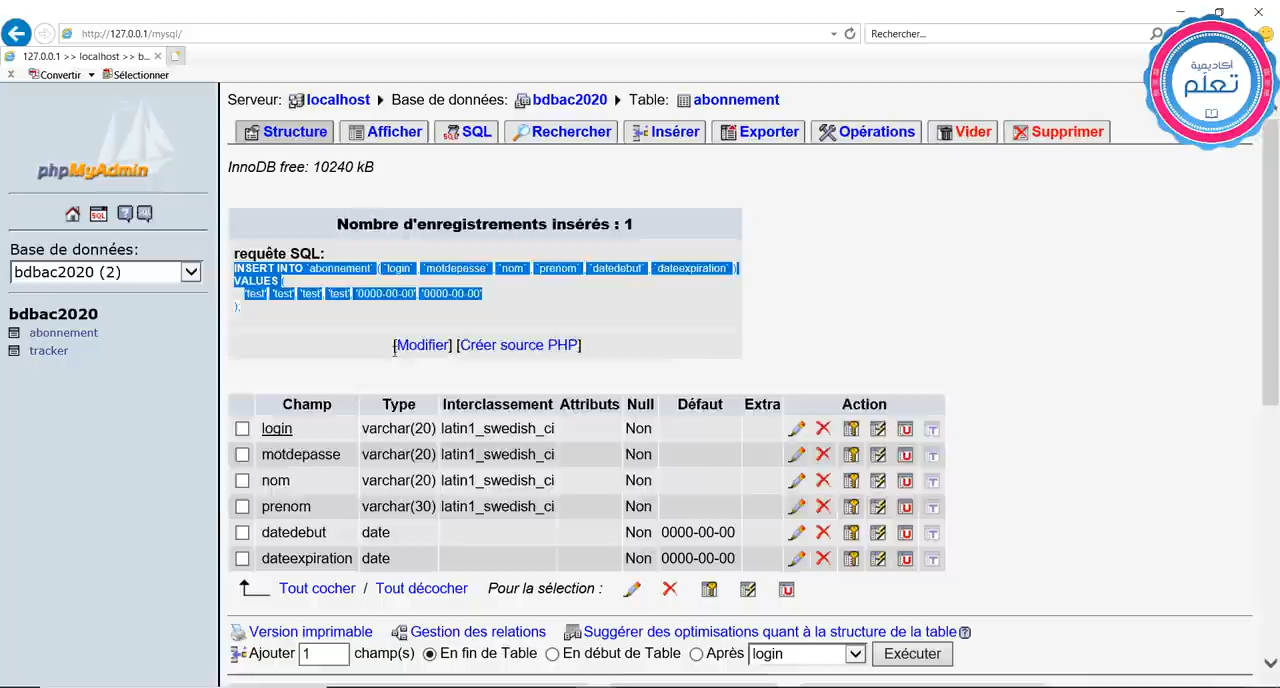 http://127.0.0.1/mysql/
Rechercher...
127.0.0.1 >> localhost >> b...
x Convertir Sélectionner
أكاديمية
تعلّم
phpMyAdmin
SQL
Base de données:
bdbac2020 (2)
bdbac2020
abonnement
tracker
Serveur: localhost Base de données: bdbac2020 Table: abonnement
Structure Afficher SQL Rechercher Insérer Exporter Opérations Vider Supprimer
InnoDB free: 10240 kB
Nombre d'enregistrements insérés : 1
requête SQL:
INSERT INTO `abonnement` ( `login` , `motdepasse` , `nom` , `prenom` , `datedebut` , `dateexpiration` )
VALUES (
'test', 'test', 'test', 'test', '0000-00-00', '0000-00-00'
);
[Modifier] [Créer source PHP]
Champ Type Interclassement Attributs Null Défaut Extra Action
login varchar(20) latin1_swedish_ci Non
motdepasse varchar(20) latin1_swedish_ci Non
nom varchar(20) latin1_swedish_ci Non
prenom varchar(30) latin1_swedish_ci Non
datedebut date Non 0000-00-00
dateexpiration date Non 0000-00-00
Tout cocher / Tout décocher Pour la sélection :
Version imprimable Gestion des relations Suggérer des optimisations quant à la structure de la table
Ajouter 1 champ(s) En fin de Table En début de Table Après login Exécuter